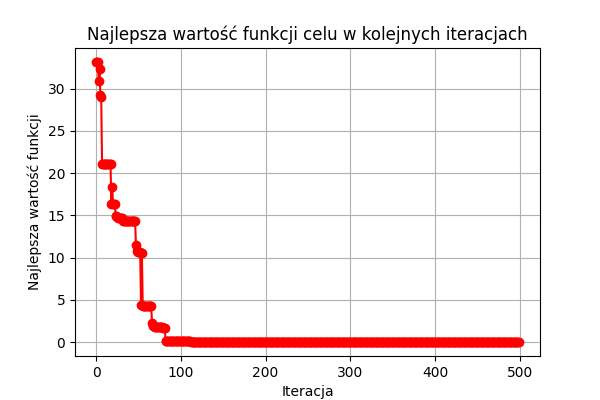 Najlepsza wartość funkcji celu w kolejnych iteracjach
Najlepsza wartość funkcji
30
25
20
15
10
5
0
0 100 200 300 400 500
Iteracja